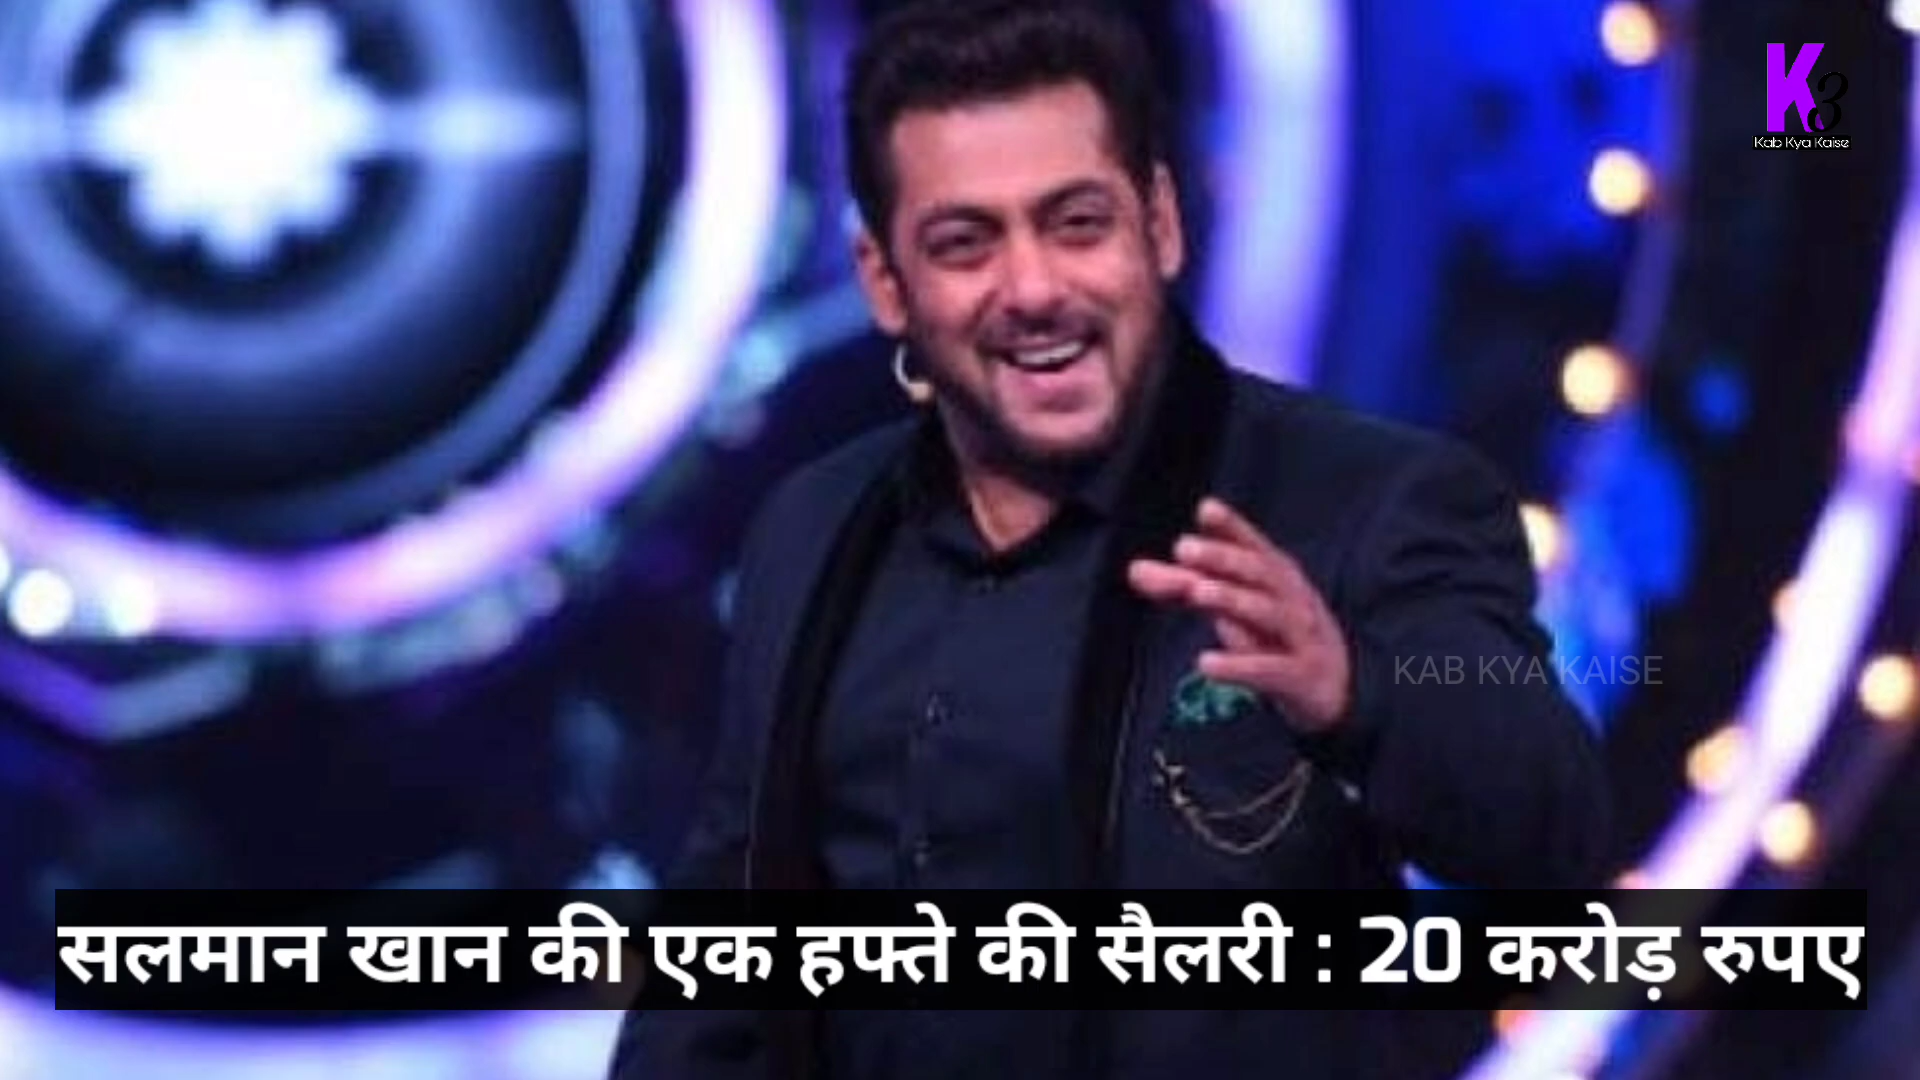 K3
Kab Kya Kaise
KAB KYA KAISE
सलमान खान की एक हफ्ते की सैलरी : 20 करोड़ रुपए